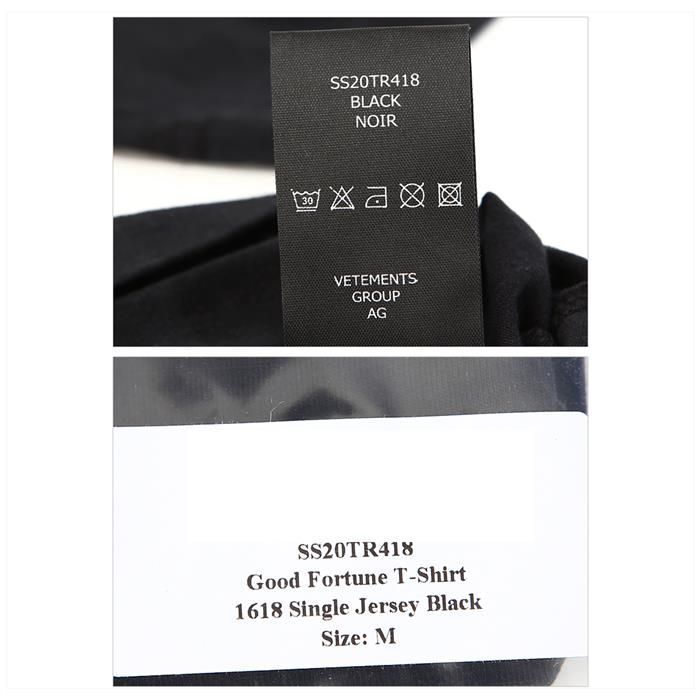 SS20TR418
BLACK
NOIR
30
VETEMENTS
GROUP
AG
SS20TR418
Good Fortune T-Shirt
1618 Single Jersey Black
Size: M